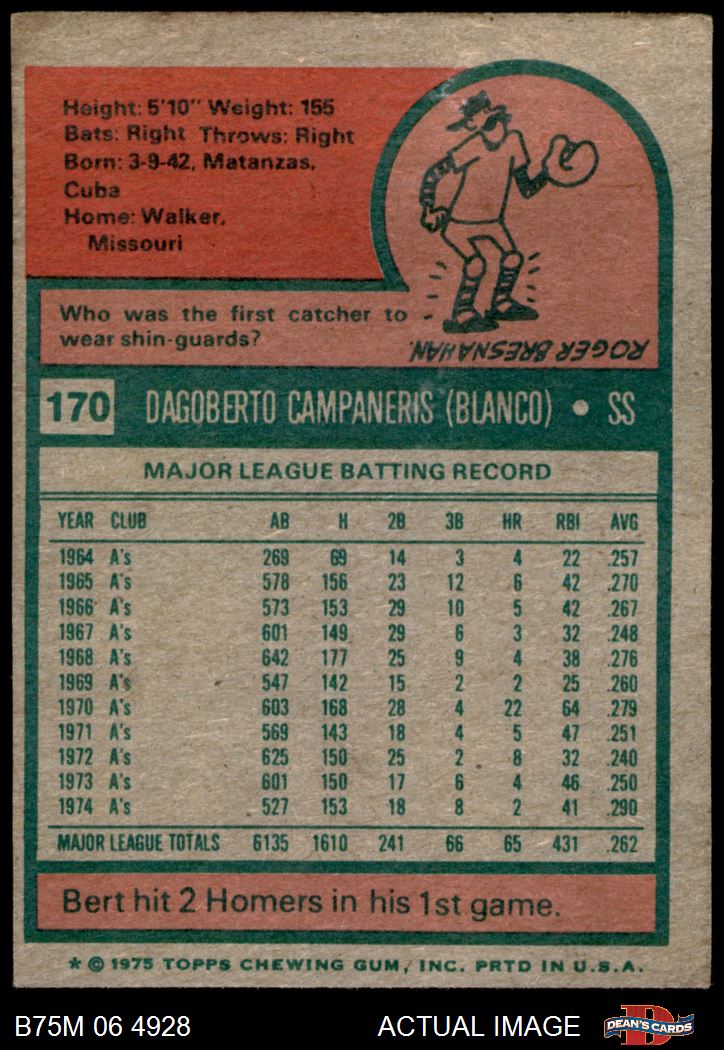 Height: 5'10" Weight: 155
Bats: Right Throws: Right
Born: 3-9-42, Matanzas,
Cuba
Home: Walker,
Missouri
Who was the first catcher to
wear shin-guards?
ROGER BRESNAHAN.
170 DAGOBERTO CAMPANERIS (BLANCO) • SS
MAJOR LEAGUE BATTING RECORD
YEAR CLUB AB H 2B 3B HR RBI AVG
1964 A's 269 69 14 3 4 22 .257
1965 A's 578 156 23 12 6 42 .270
1966 A's 573 153 29 10 5 42 .267
1967 A's 601 149 29 6 3 32 .248
1968 A's 642 177 25 9 4 38 .276
1969 A's 547 142 15 2 2 25 .260
1970 A's 603 168 28 4 22 64 .279
1971 A's 569 143 18 4 5 47 .251
1972 A's 625 150 25 2 8 32 .240
1973 A's 601 150 17 6 4 46 .250
1974 A's 527 153 18 8 2 41 .290
MAJOR LEAGUE TOTALS 6135 1610 241 66 65 431 .262
Bert hit 2 Homers in his 1st game.
* © 1975 TOPPS CHEWING GUM, INC. PRTD IN U.S.A.
B75M 06 4928 ACTUAL IMAGE
D
DEAN'S CARDS